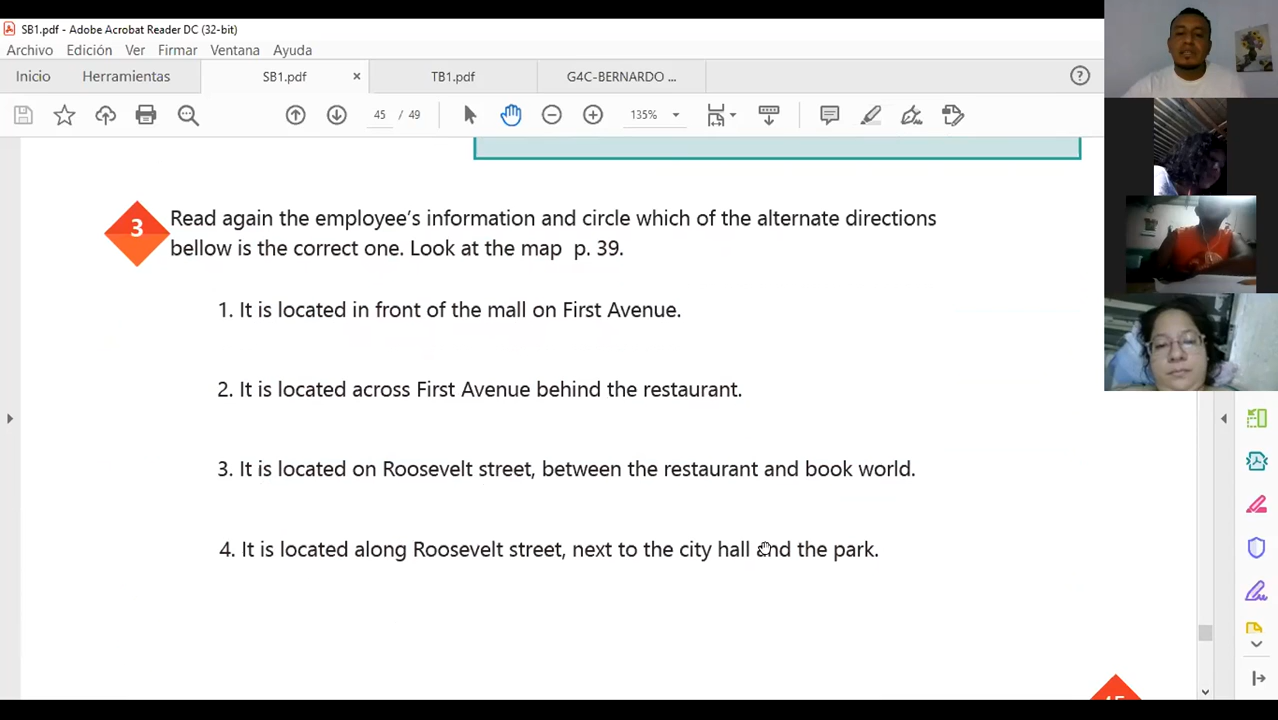 SB1.pdf - Adobe Acrobat Reader DC (32-bit)
Archivo Edición Ver Firmar Ventana Ayuda
Inicio Herramientas SB1.pdf × TB1.pdf G4C-BERNARDO ...
45 / 49 135%
3
Read again the employee's information and circle which of the alternate directions
bellow is the correct one. Look at the map p. 39.
1. It is located in front of the mall on First Avenue.
2. It is located across First Avenue behind the restaurant.
3. It is located on Roosevelt street, between the restaurant and book world.
4. It is located along Roosevelt street, next to the city hall and the park.